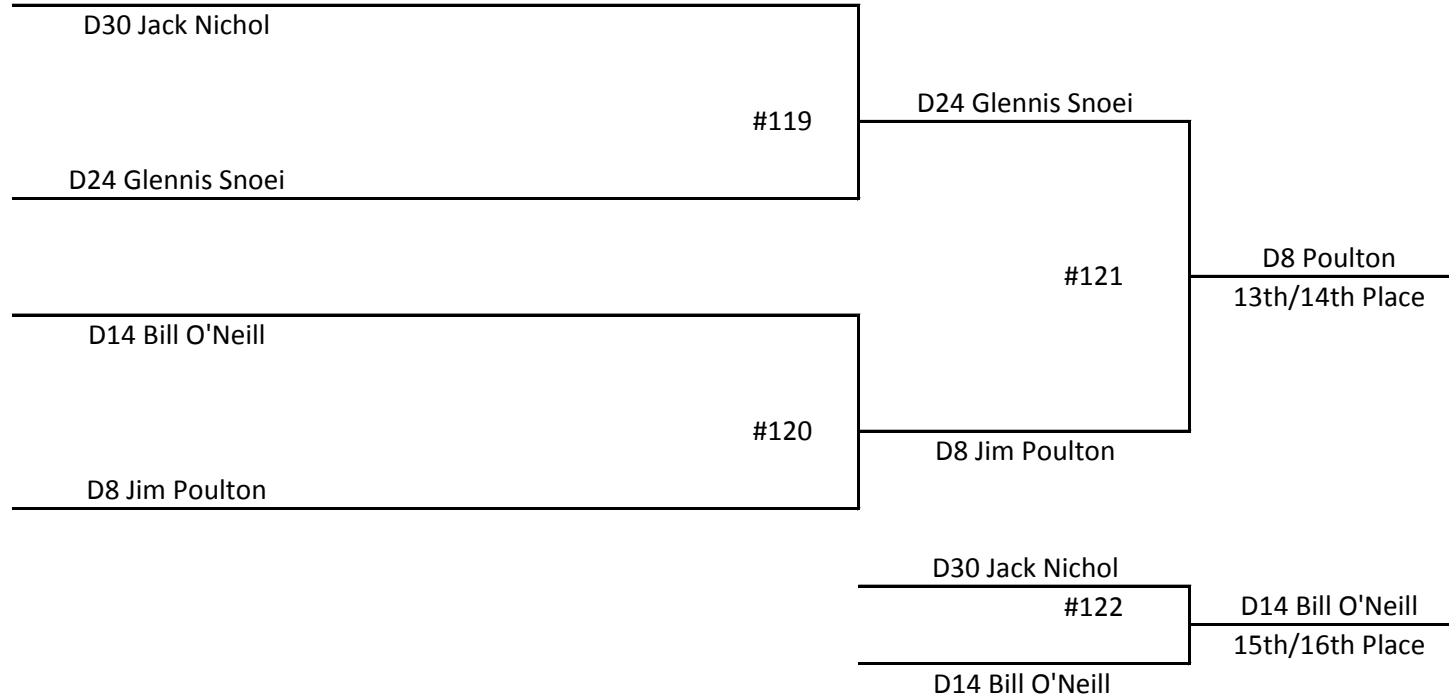 D30 Jack Nichol
D24 Glennis Snoei
#119
D24 Glennis Snoei
D8 Poulton
#121
13th/14th Place
D14 Bill O'Neill
#120
D8 Jim Poulton
D8 Jim Poulton
D30 Jack Nichol
#122
D14 Bill O'Neill
15th/16th Place
D14 Bill O'Neill